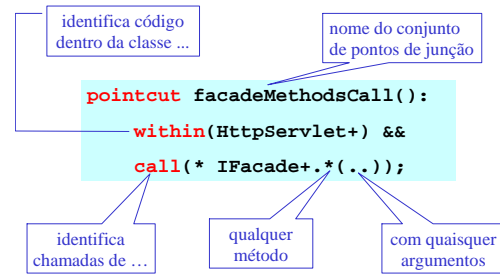 identifica código
dentro da classe ...
nome do conjunto
de pontos de junção
pointcut facadeMethodsCall():
within(HttpServlet+) &&
call(* IFacade+.*(..));
identifica
chamadas de …
qualquer
método
com quaisquer
argumentos